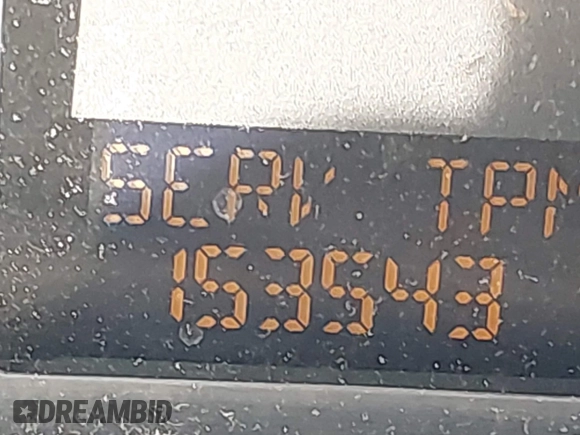 SERV TPM
153543
DREAMBID